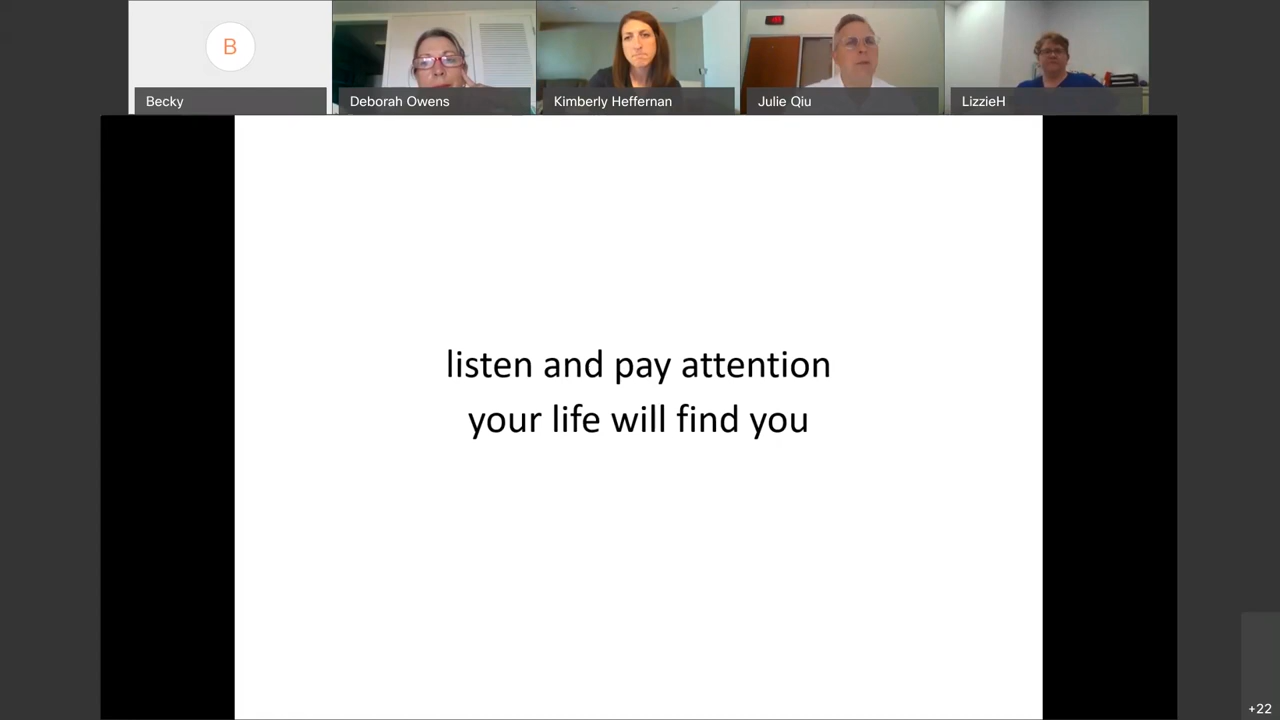 B
Becky
Deborah Owens
Kimberly Heffernan
Julie Qiu
LizzieH
listen and pay attention
your life will find you
+22